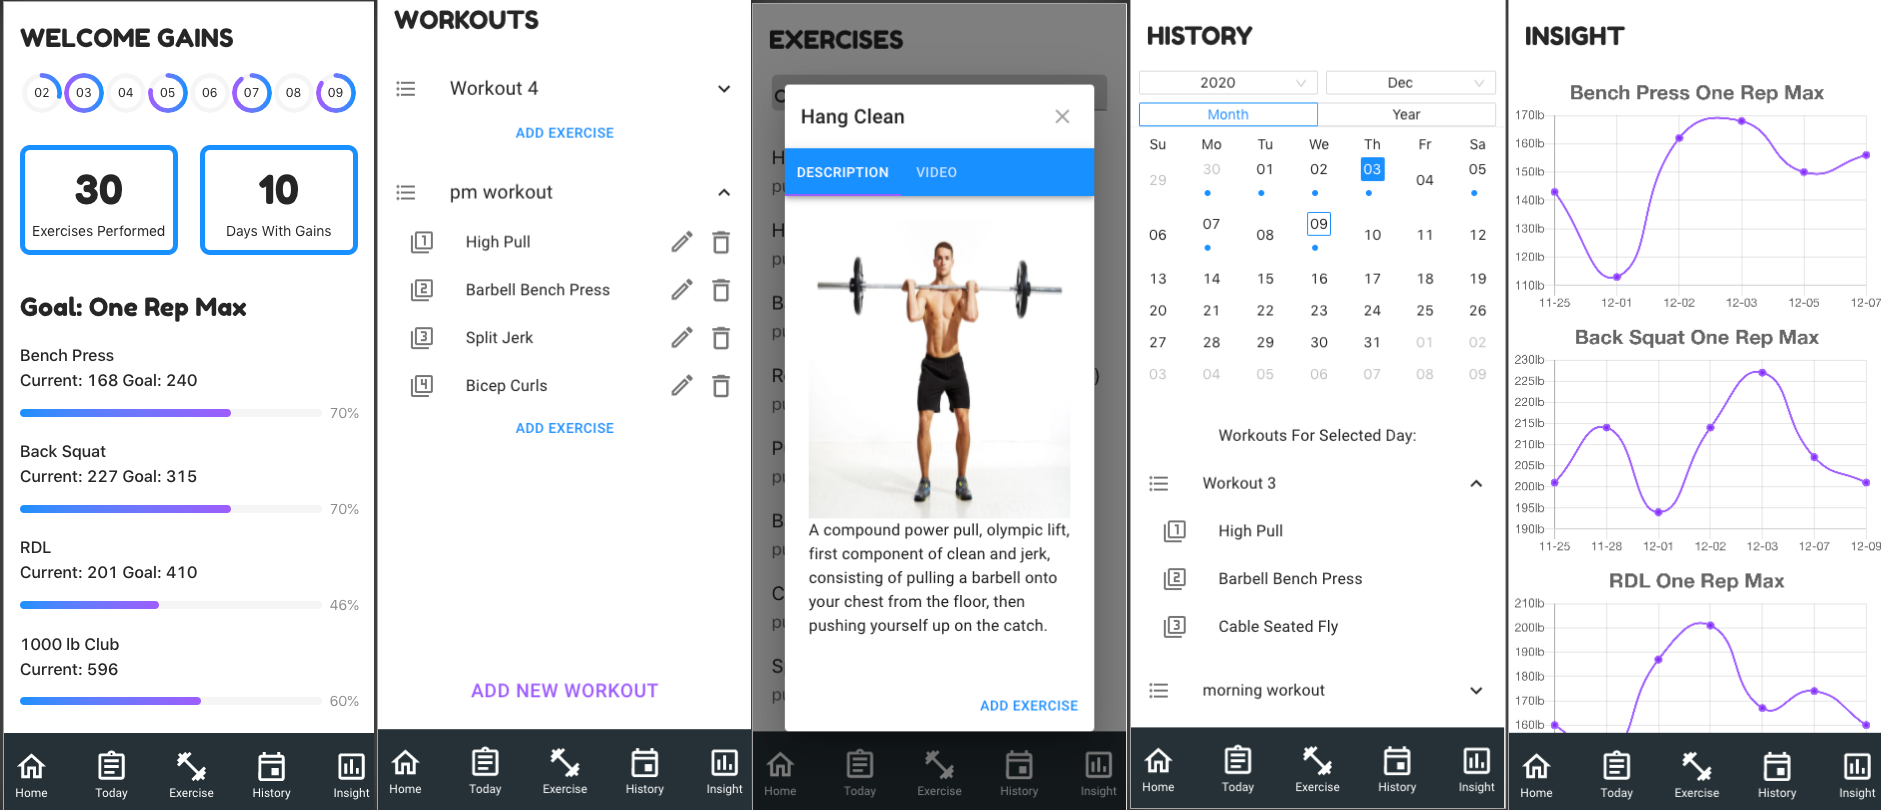 WELCOME GAINS
02 03 04 05 06 07 08 09
30
Exercises Performed
10
Days With Gains
Goal: One Rep Max
Bench Press
Current: 168 Goal: 240
70%
Back Squat
Current: 227 Goal: 315
70%
RDL
Current: 201 Goal: 410
46%
1000 lb Club
Current: 596
60%
Home Today Exercise History Insight
WORKOUTS
Workout 4
ADD EXERCISE
pm workout
1 High Pull
2 Barbell Bench Press
3 Split Jerk
4 Bicep Curls
ADD EXERCISE
ADD NEW WORKOUT
Home Today Exercise History Insight
EXERCISES
Hang Clean
DESCRIPTION VIDEO
A compound power pull, olympic lift,
first component of clean and jerk,
consisting of pulling a barbell onto
your chest from the floor, then
pushing yourself up on the catch.
ADD EXERCISE
Home Today Exercise History Insight
HISTORY
2020 Dec
Month Year
Su Mo Tu We Th Fr Sa
29 30 01 02 03 04 05
06 07 08 09 10 11 12
13 14 15 16 17 18 19
20 21 22 23 24 25 26
27 28 29 30 31 01 02
03 04 05 06 07 08 09
Workouts For Selected Day:
Workout 3
1 High Pull
2 Barbell Bench Press
3 Cable Seated Fly
morning workout
Home Today Exercise History Insight
INSIGHT
Bench Press One Rep Max
170lb
160lb
150lb
140lb
130lb
120lb
110lb
11-25 12-01 12-02 12-03 12-05 12-07
Back Squat One Rep Max
230lb
225lb
220lb
215lb
210lb
205lb
200lb
195lb
190lb
11-25 11-28 12-01 12-02 12-03 12-07 12-09
RDL One Rep Max
210lb
200lb
190lb
180lb
170lb
160lb
Home Today Exercise History Insight